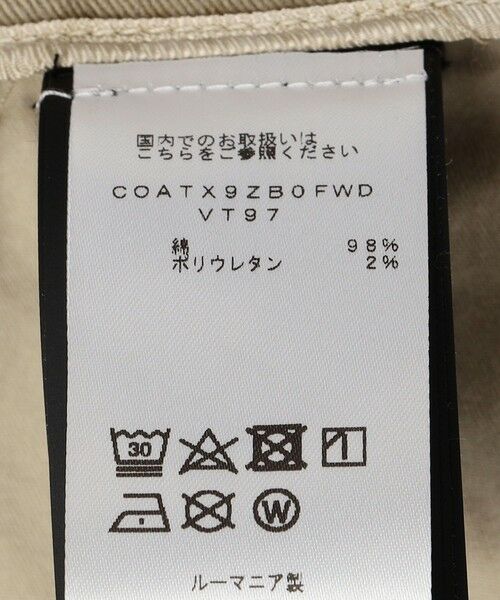 国内でのお取扱いは
こちらをご参照ください
COATX9ZB0FWD
VT97
綿 98%
ポリウレタン 2%
30
W
ルーマニア製